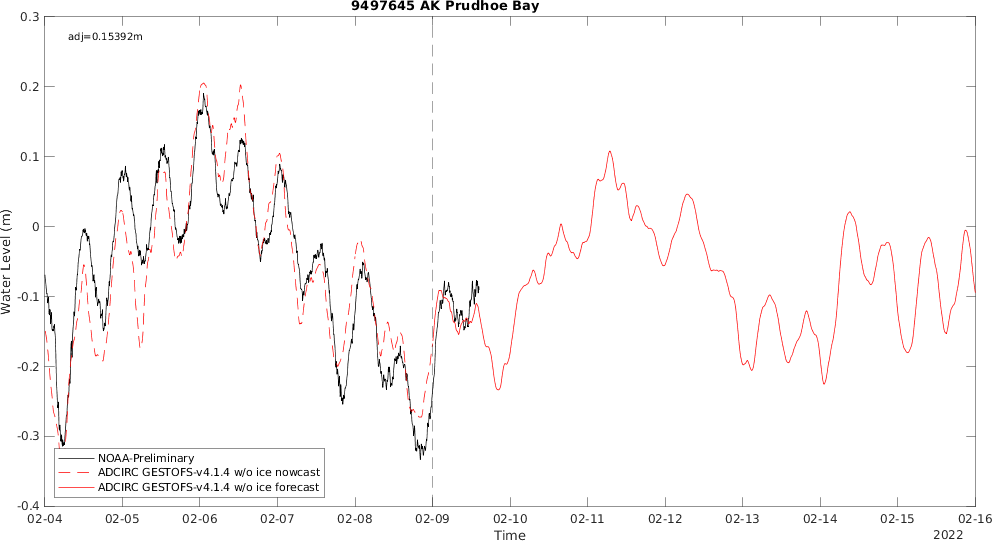 9497645 AK Prudhoe Bay
adj=0.15392m
0.3
0.2
0.1
0
-0.1
-0.2
-0.3
-0.4
Water Level (m)
NOAA-Preliminary
ADCIRC GESTOFS-v4.1.4 w/o ice nowcast
ADCIRC GESTOFS-v4.1.4 w/o ice forecast
02-04 02-05 02-06 02-07 02-08 02-09 02-10 02-11 02-12 02-13 02-14 02-15 02-16
Time
2022